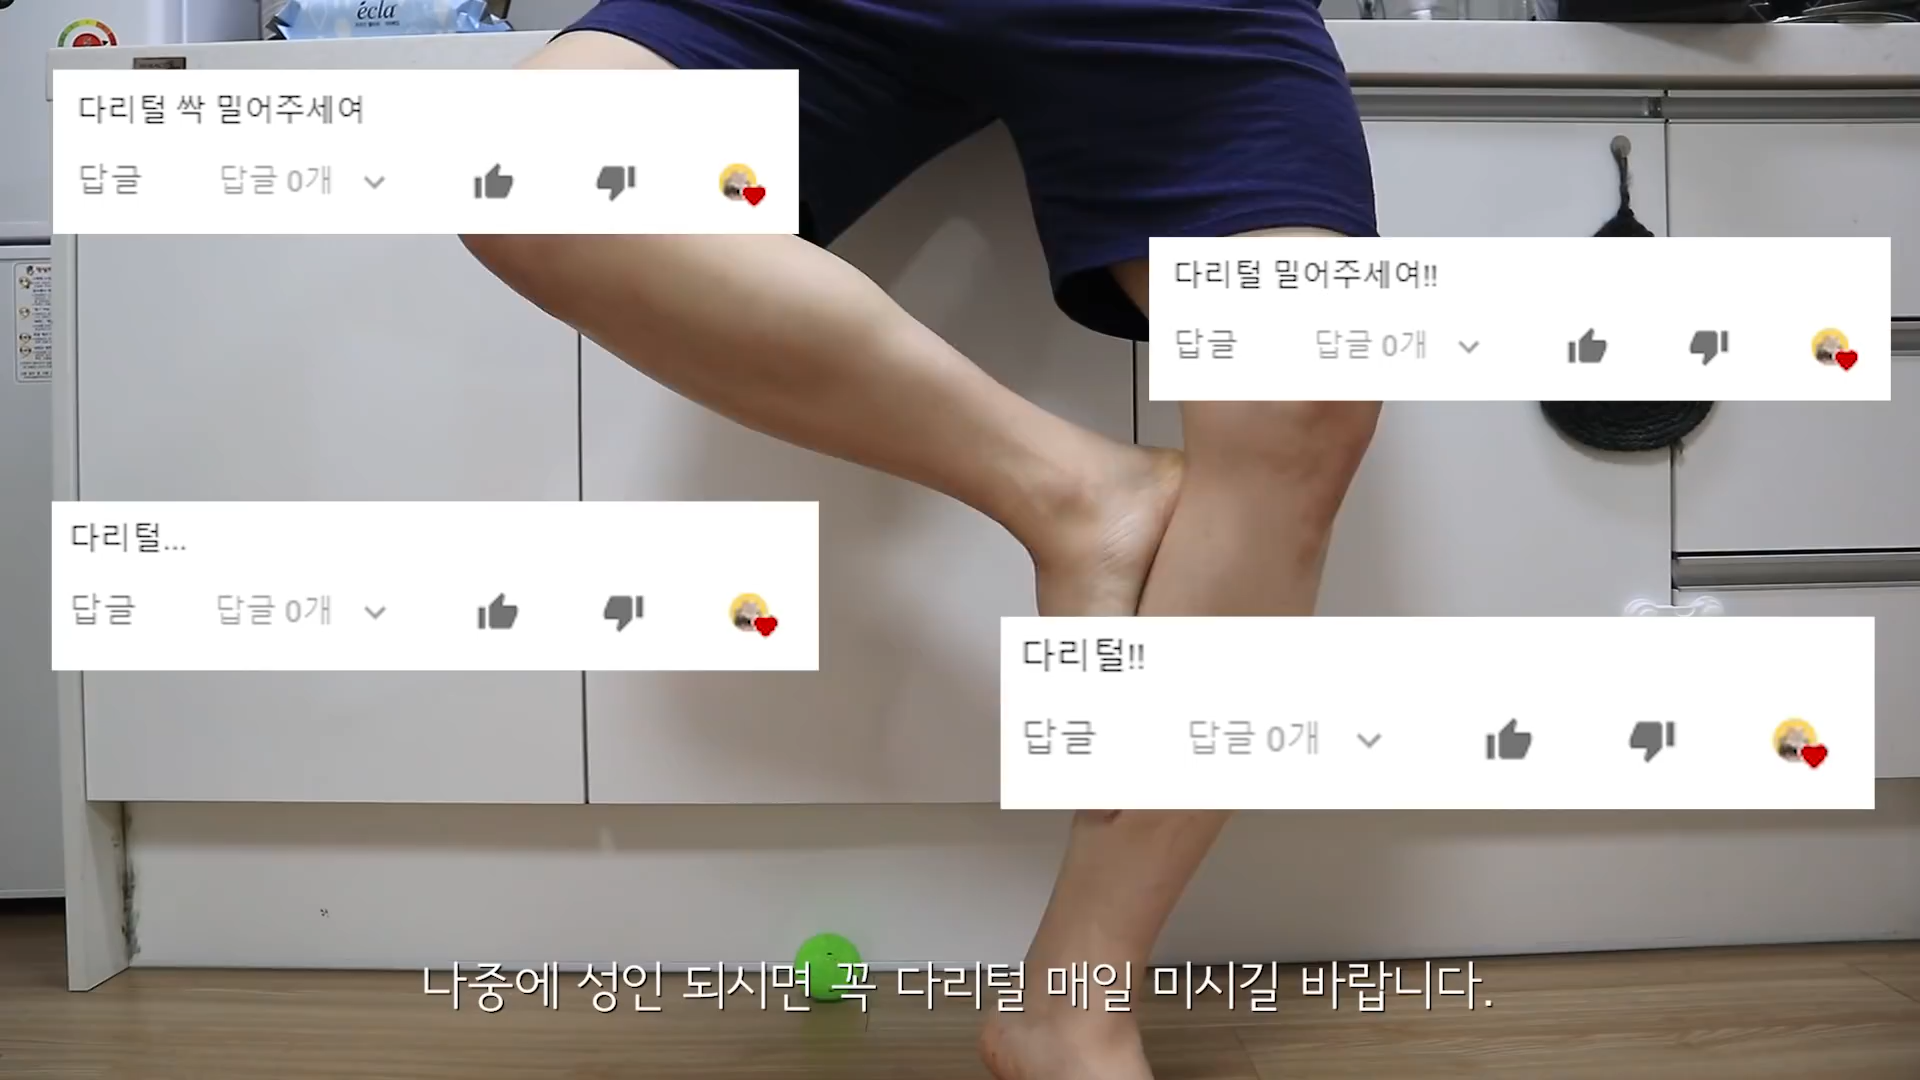 écla
다리털 싹 밀어주세여
답글 답글 0개
다리털 밀어주세여!!
답글 답글 0개
다리털...
답글 답글 0개
다리털!!
답글 답글 0개
나중에 성인 되시면 꼭 다리털 매일 미시길 바랍니다.